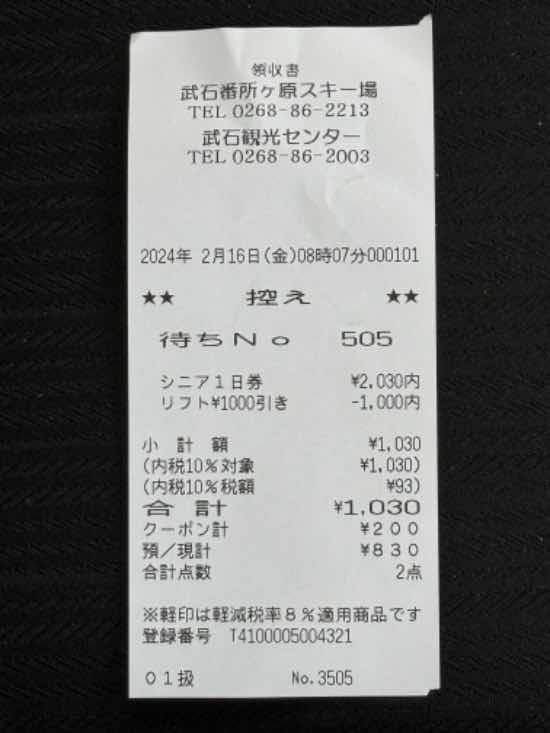 領収書
武石番所ヶ原スキー場
TEL 0268-86-2213
武石観光センター
TEL 0268-86-2003
2024年 2月16日(金)08時07分000101
★★ 控え ★★
待ちNo 505
シニア1日券 ¥2,030内
リフト¥1000引き -1,000内
小 計 額 ¥1,030
(内税10%対象 ¥1,030)
(内税10%税額 ¥93)
合 計 ¥1,030
クーポン計 ¥200
預/現計 ¥830
合計点数 2点
※軽印は軽減税率8%適用商品です
登録番号 T4100005004321
01扱 No.3505